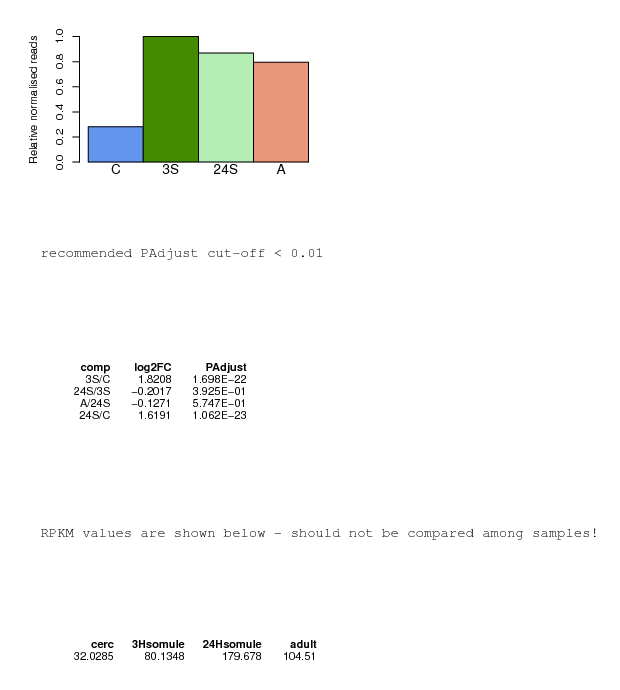 Relative normalised reads
1.0
0.8
0.6
0.4
0.2
0.0
C 3S 24S A
recommended PAdjust cut-off < 0.01
comp log2FC PAdjust
3S/C 1.8208 1.698E−22
24S/3S −0.2017 3.925E−01
A/24S −0.1271 5.747E−01
24S/C 1.6191 1.062E−23
RPKM values are shown below - should not be compared among samples!
cerc 3Hsomule 24Hsomule adult
32.0285 80.1348 179.678 104.51